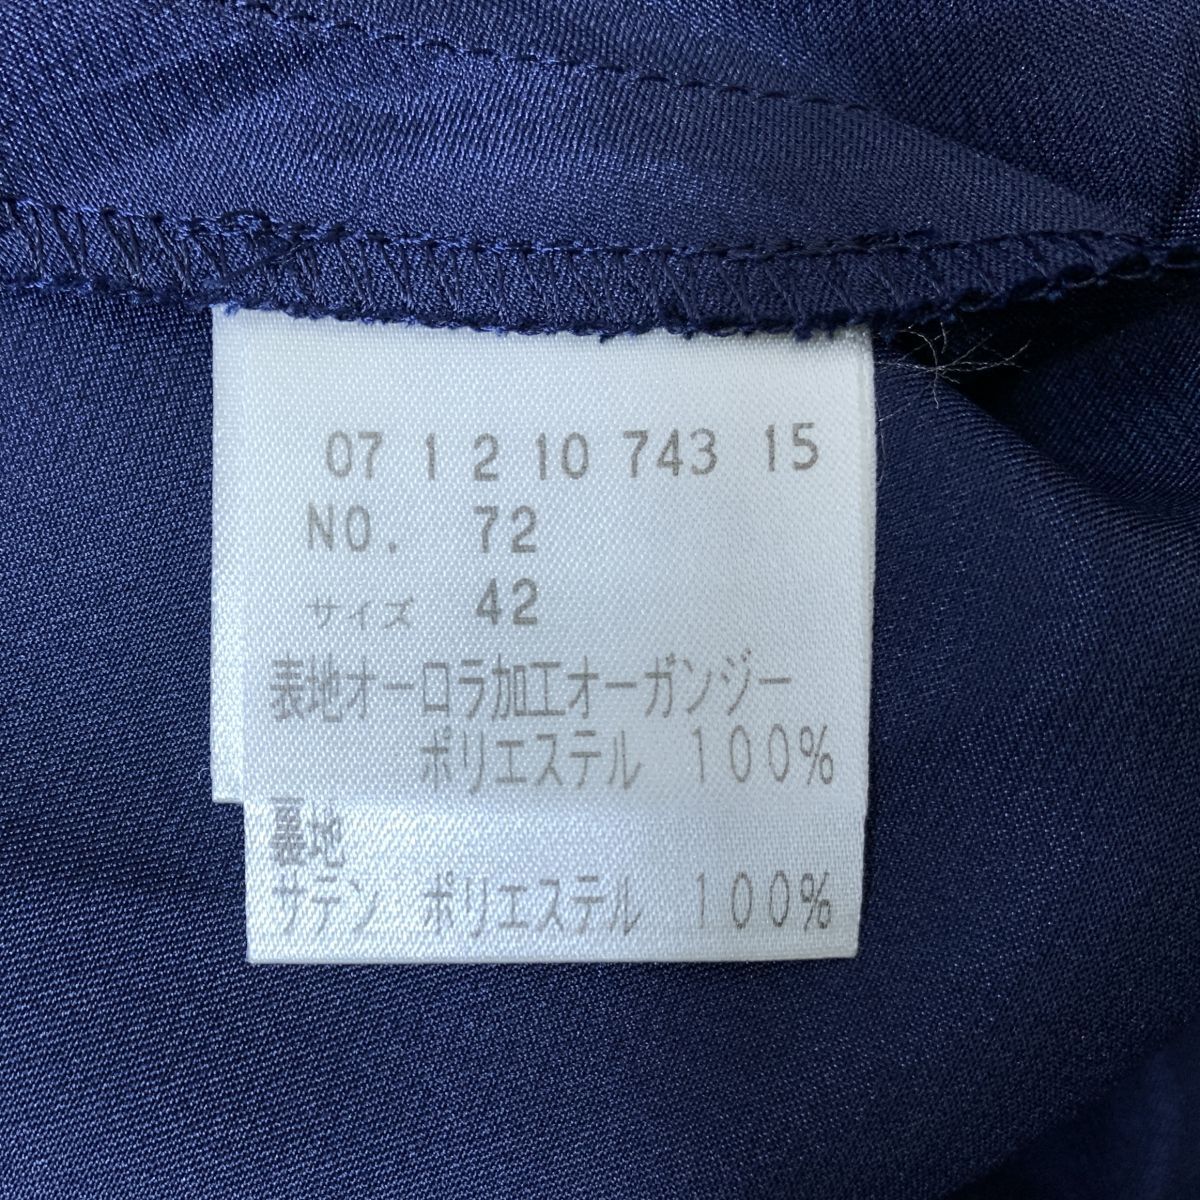 07 1 2 10 743 15
NO. 72
サイズ 42
表地オーロラ加工オーガンジー
ポリエステル 100%
裏地
サテン ポリエステル 100%